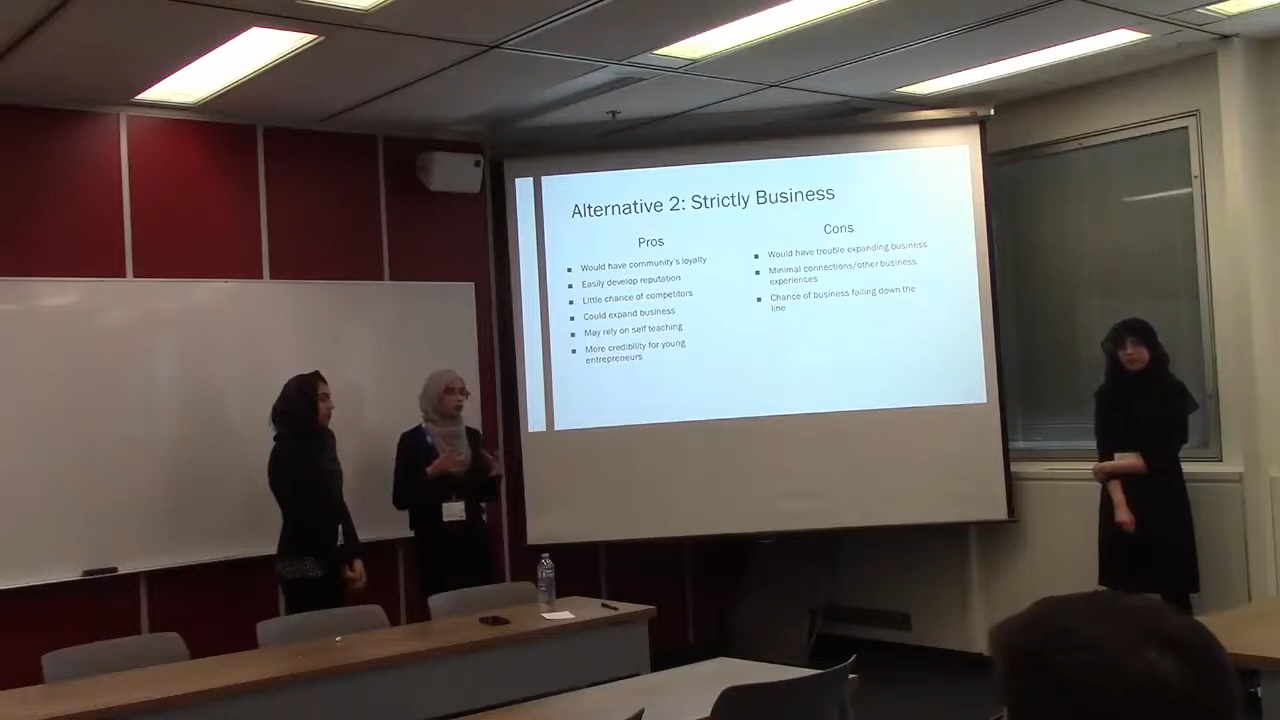 Alternative 2: Strictly Business
Pros
Would have community's loyalty
Easily develop reputation
Little chance of competitors
Could expand business
May rely on self teaching
More credibility for young
entrepreneurs
Cons
Would have trouble expanding business
Minimal connections/other business
experiences
Chance of business failing down the
line